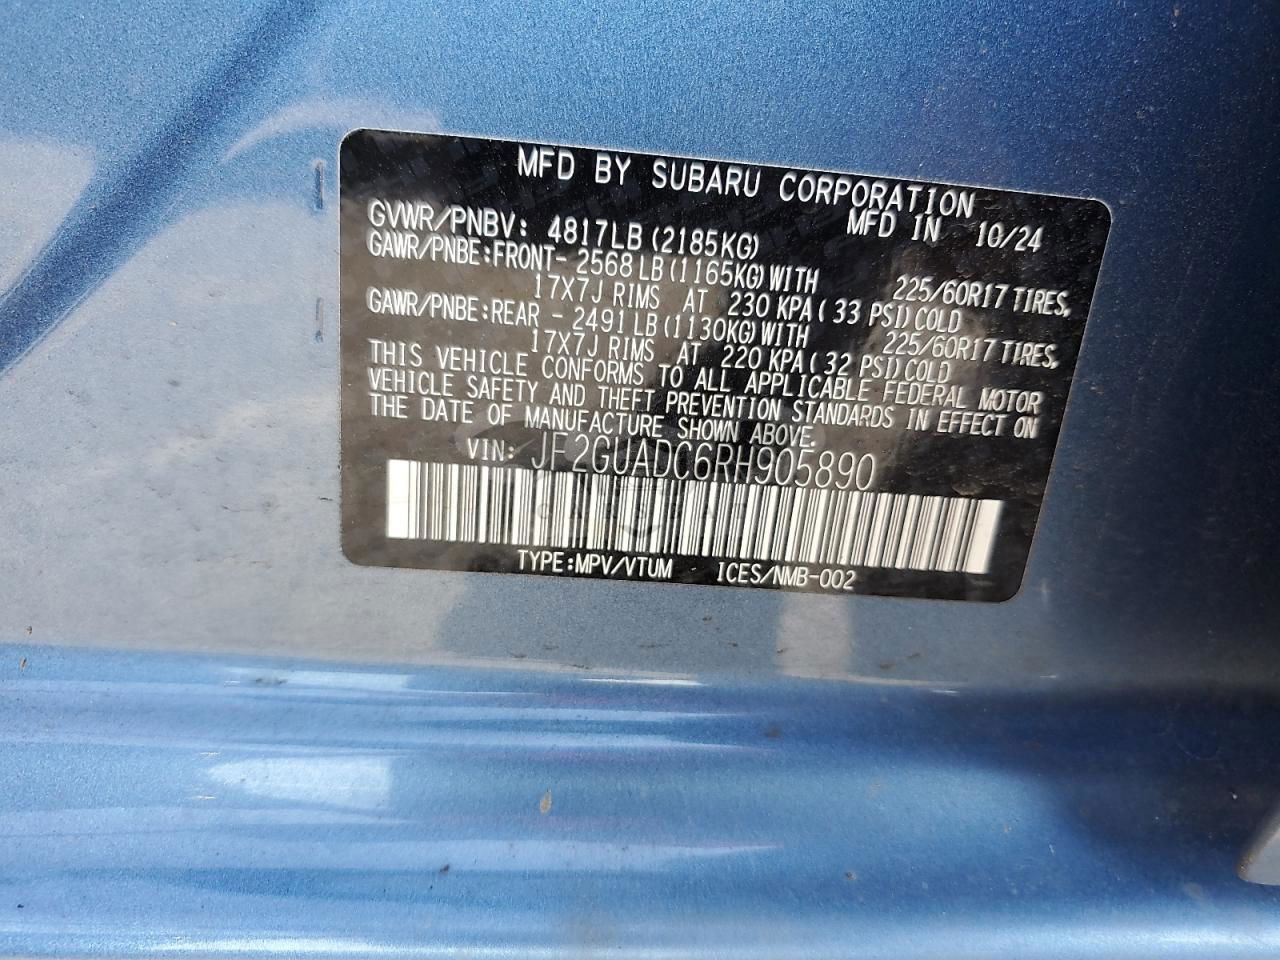 MFD BY SUBARU CORPORATION
MFD IN 10/24
GVWR/PNBV: 4817LB (2185KG)
GAWR/PNBE:FRONT- 2568 LB (1165KG) WITH 225/60R17 TIRES,
17X7J RIMS AT 230 KPA ( 33 PSI) COLD
GAWR/PNBE:REAR - 2491 LB (1130KG) WITH 225/60R17 TIRES,
17X7J RIMS AT 220 KPA ( 32 PSI) COLD
THIS VEHICLE CONFORMS TO ALL APPLICABLE FEDERAL MOTOR
VEHICLE SAFETY AND THEFT PREVENTION STANDARDS IN EFFECT ON
THE DATE OF MANUFACTURE SHOWN ABOVE.
VIN: JF2GUADC6RH905890
TYPE:MPV/VTUM ICES/NMB-002